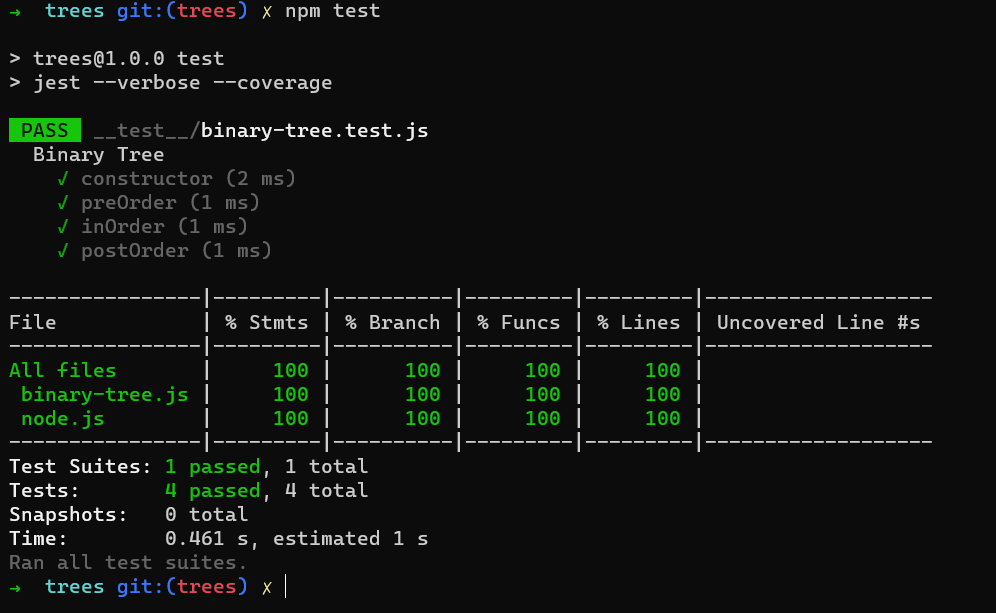 →  trees git:(trees) ✗ npm test
> trees@1.0.0 test
> jest --verbose --coverage
PASS __test__/binary-tree.test.js
  Binary Tree
    √ constructor (2 ms)
    √ preOrder (1 ms)
    √ inOrder (1 ms)
    √ postOrder (1 ms)
----------------|---------|----------|---------|---------|-------------------
File            | % Stmts | % Branch | % Funcs | % Lines | Uncovered Line #s
----------------|---------|----------|---------|---------|-------------------
All files       |     100 |      100 |     100 |     100 |
 binary-tree.js |     100 |      100 |     100 |     100 |
 node.js        |     100 |      100 |     100 |     100 |
----------------|---------|----------|---------|---------|-------------------
Test Suites: 1 passed, 1 total
Tests:       4 passed, 4 total
Snapshots:   0 total
Time:        0.461 s, estimated 1 s
Ran all test suites.
→  trees git:(trees) ✗